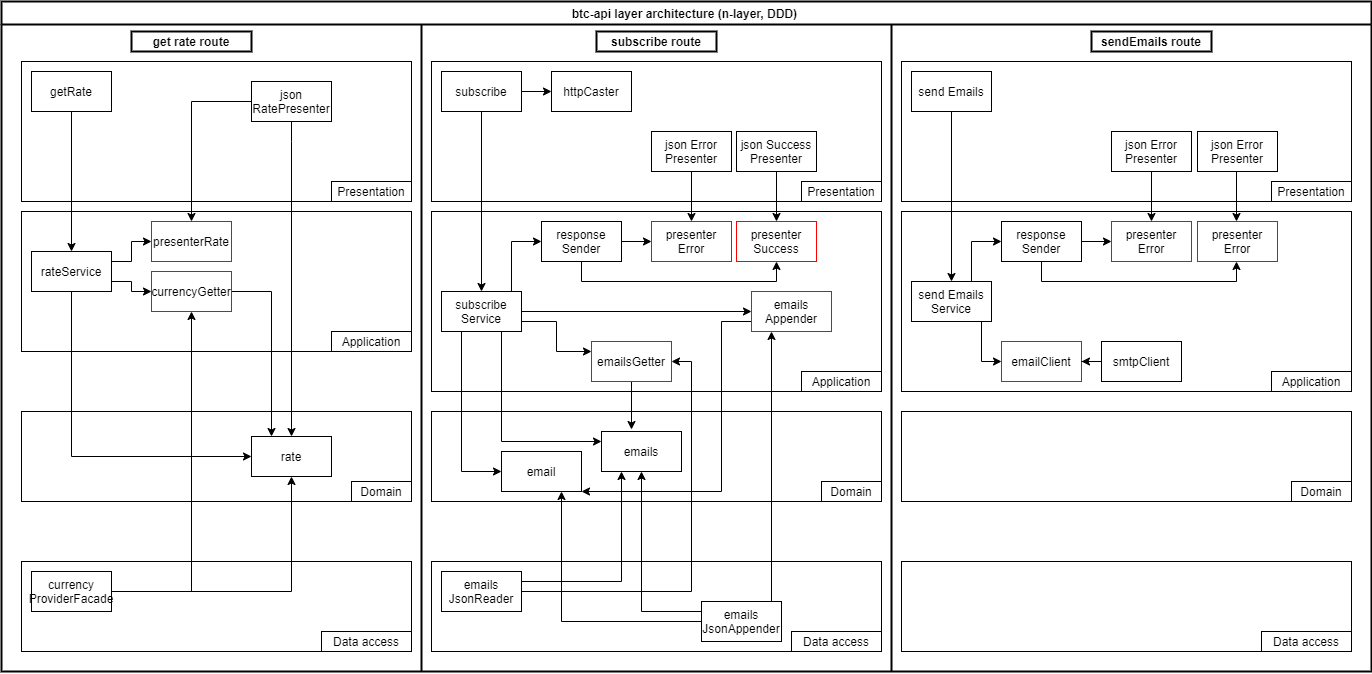 btc-api layer architecture (n-layer, DDD)
get rate route
getRate
json
RatePresenter
Presentation
presenterRate
rateService
currencyGetter
Application
rate
Domain
currency
ProviderFacade
Data access
subscribe route
subscribe
httpCaster
json Error
Presenter
json Success
Presenter
Presentation
response
Sender
presenter
Error
presenter
Success
subscribe
Service
emails
Appender
emailsGetter
Application
emails
email
Domain
emails
JsonReader
emails
JsonAppender
Data access
sendEmails route
send Emails
json Error
Presenter
json Error
Presenter
Presentation
response
Sender
presenter
Error
presenter
Error
send Emails
Service
emailClient
smtpClient
Application
Domain
Data access